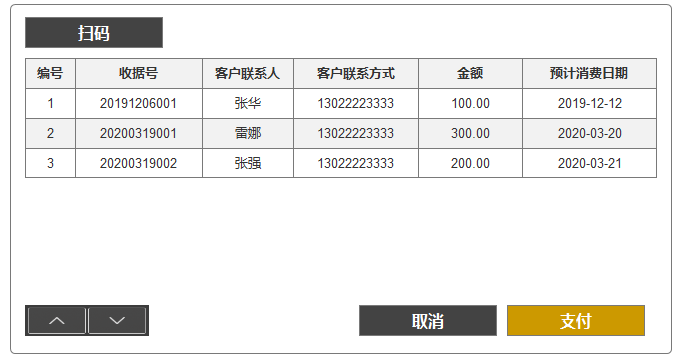 扫码
编号 收据号 客户联系人 客户联系方式 金额 预计消费日期
1 20191206001 张华 13022223333 100.00 2019-12-12
2 20200319001 雷娜 13022223333 300.00 2020-03-20
3 20200319002 张强 13022223333 200.00 2020-03-21
取消 支付